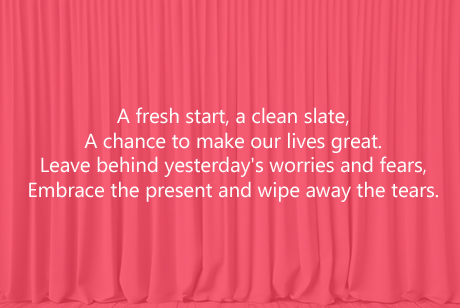 A fresh start, a clean slate,
A chance to make our lives great.
Leave behind yesterday's worries and fears,
Embrace the present and wipe away the tears.